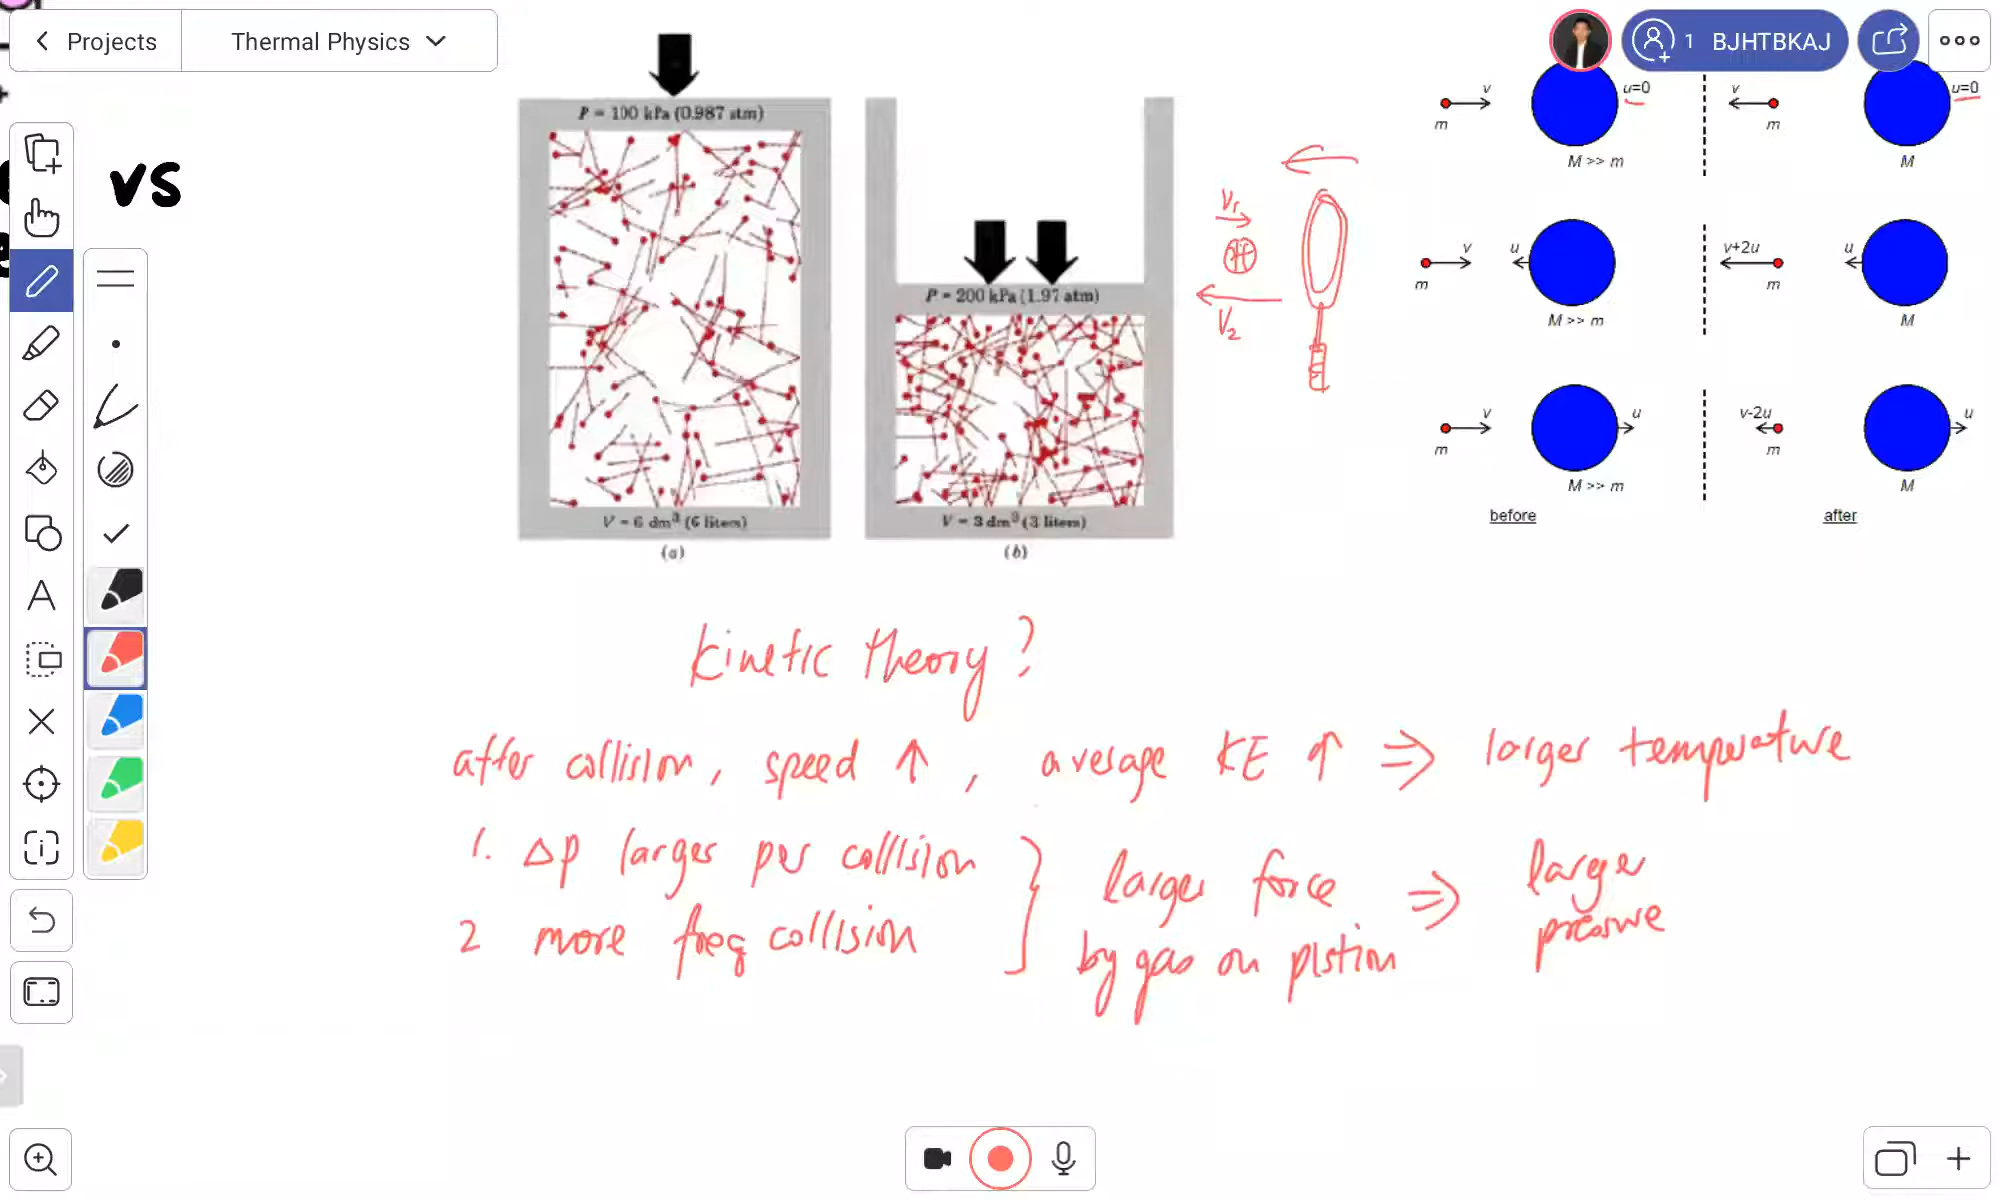 Projects
Thermal Physics
1 BJHTBKAJ
vs
P = 100 kPa (0.987 atm)
V = 6 dm³ (6 liters)
(a)
P = 200 kPa (1.97 atm)
V = 3 dm³ (3 liters)
(b)
V₁
V₂
v u=0 v u=0
m m
M >> m M
v u v+2u u
m m
M >> m M
v u v-2u u
m m
M >> m M
before after
A
kinetic theory?
after collision, speed ↑, average KE ↑ ⇒ larger temperature
1. Δp larger per collision
2 more freq collision
larger force
by gas on pistion
⇒ larger
pressure